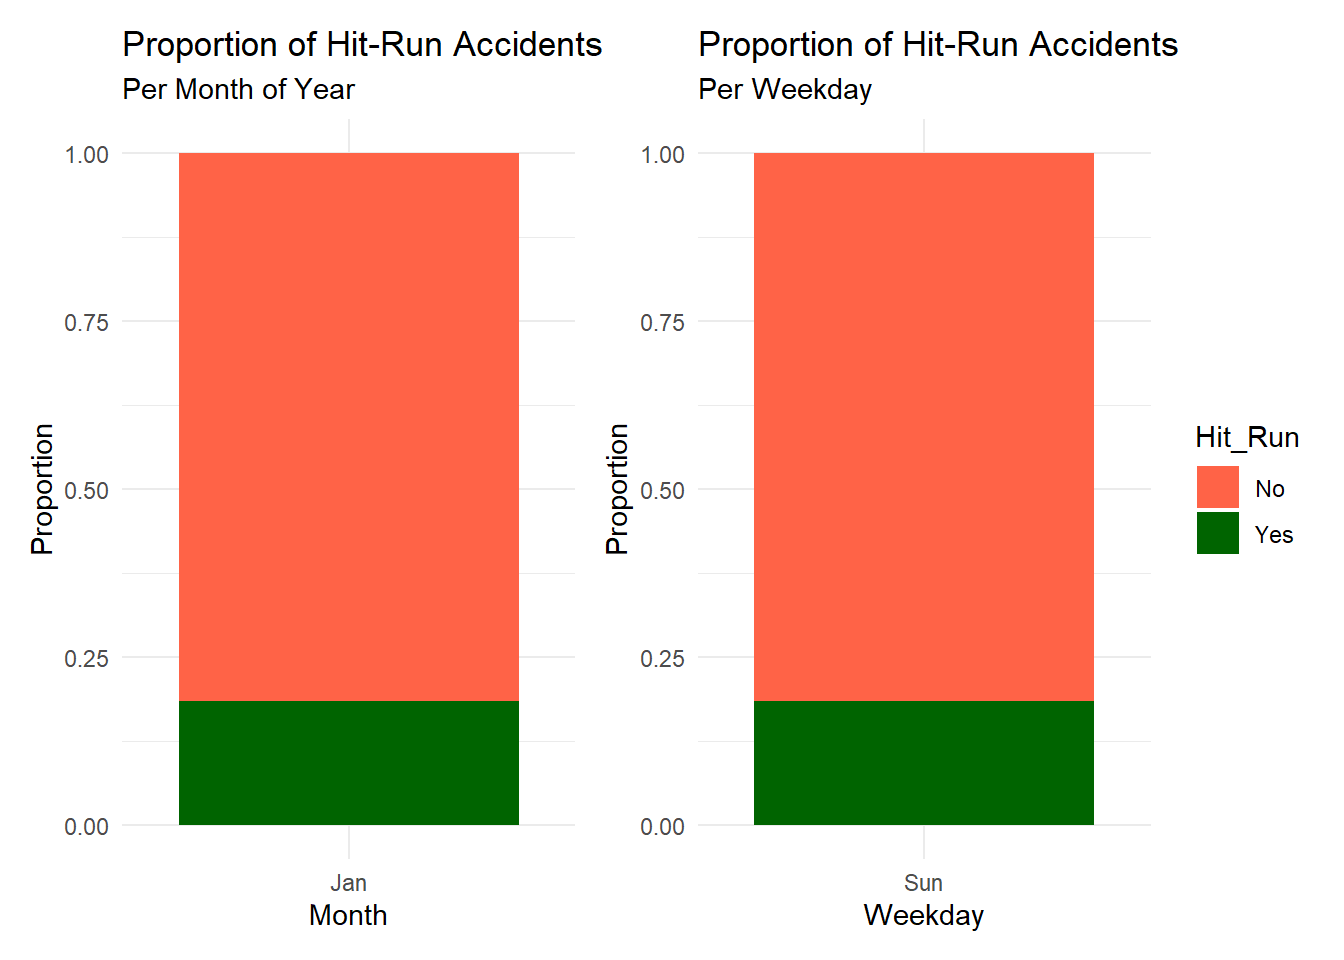 Proportion of Hit-Run Accidents
Per Month of Year
1.00
0.75
0.50
0.25
0.00
Proportion
Jan
Month
Proportion of Hit-Run Accidents
Per Weekday
1.00
0.75
0.50
0.25
0.00
Proportion
Sun
Weekday
Hit_Run
No
Yes